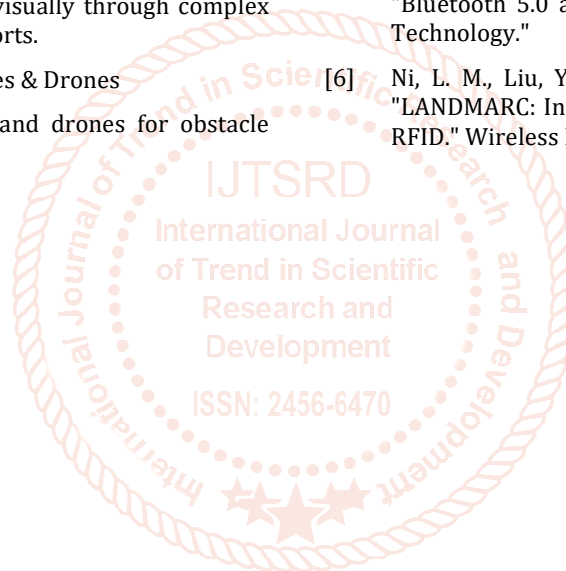 visually through complex
orts.
es & Drones
and drones for obstacle
"Bluetooth 5.0 a
Technology."
[6] Ni, L. M., Liu, Y
"LANDMARC: In
RFID." Wireless
International Journal of Trend in Scientific Research and Development
IJTSRD
International Journal
of Trend in Scientific
Research and
Development
ISSN: 2456-6470